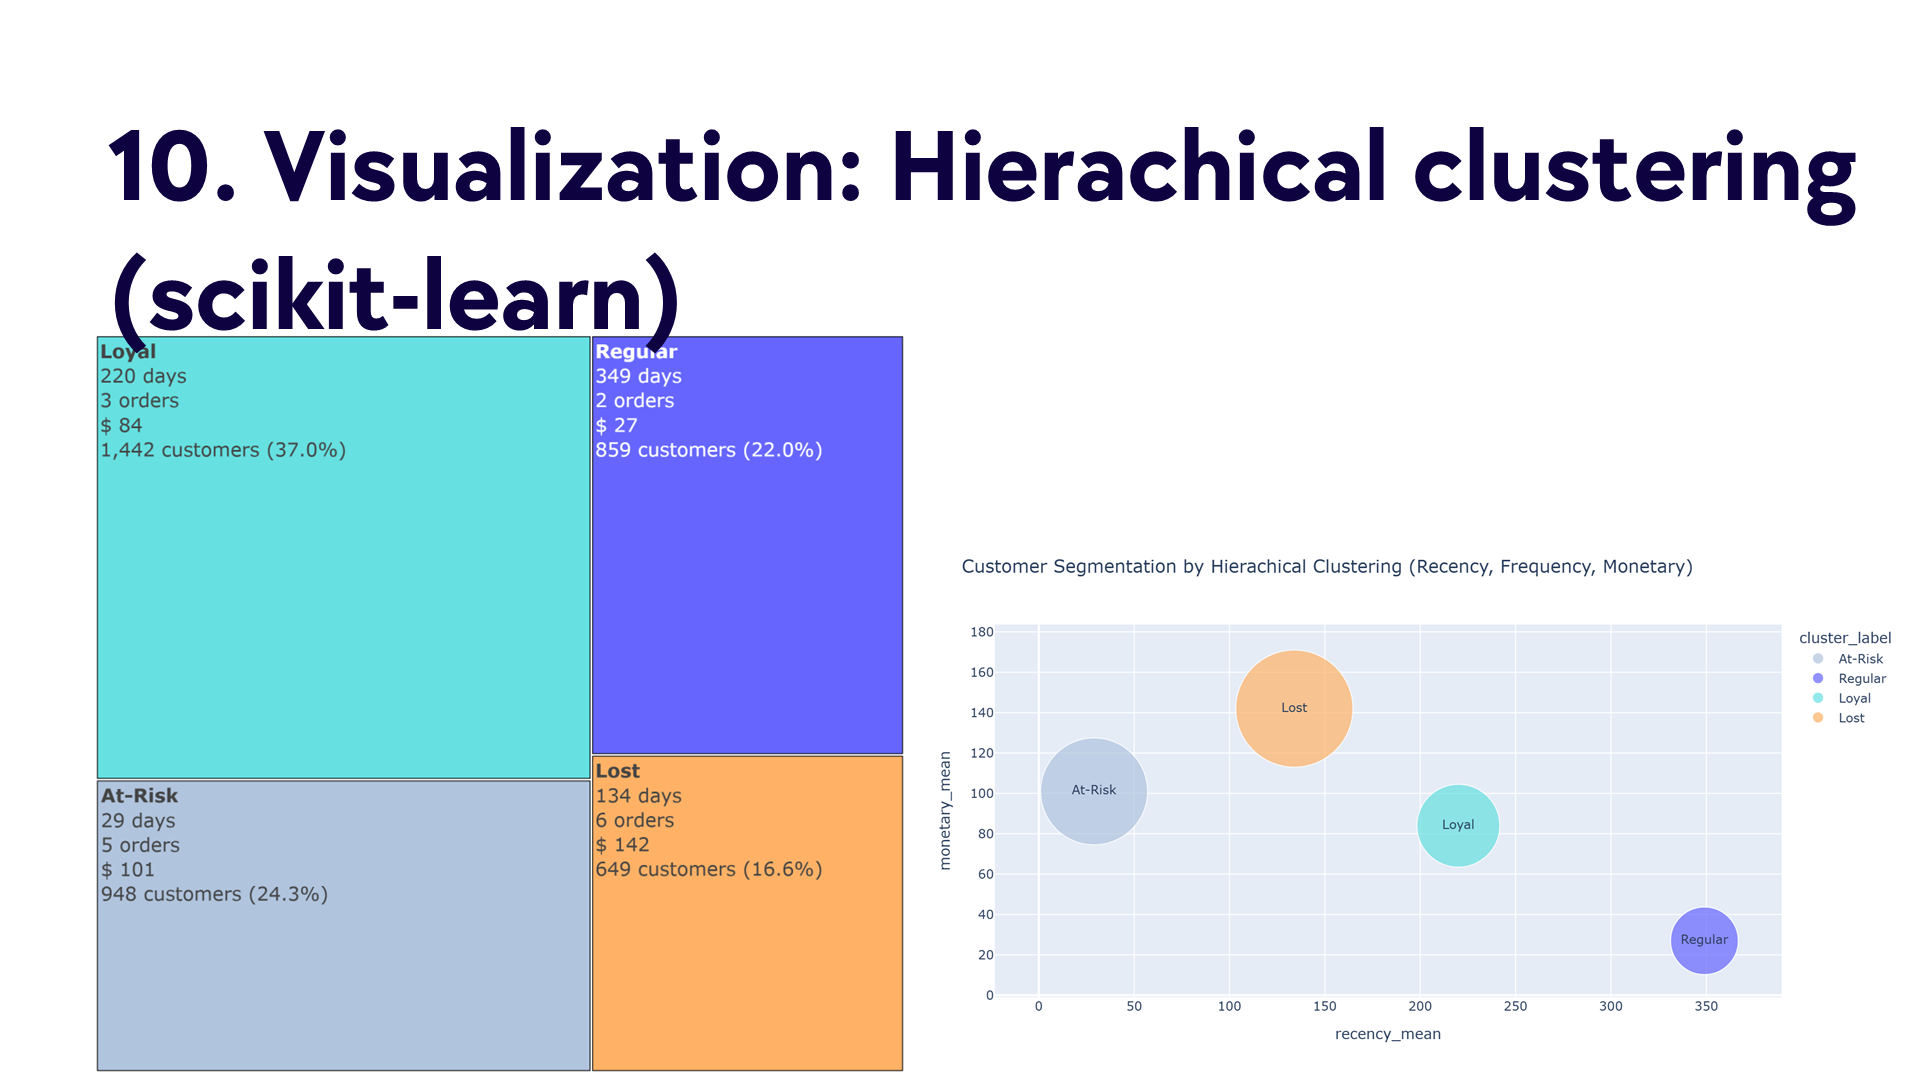 10. Visualization: Hierachical clustering
(scikit-learn)
Loyal
220 days
3 orders
$ 84
1,442 customers (37.0%)
Regular
349 days
2 orders
$ 27
859 customers (22.0%)
At-Risk
29 days
5 orders
$ 101
948 customers (24.3%)
Lost
134 days
6 orders
$ 142
649 customers (16.6%)
Customer Segmentation by Hierachical Clustering (Recency, Frequency, Monetary)
monetary_mean
180
160
140
120
100
80
60
40
20
0
Lost
At-Risk
Loyal
Regular
0
50
100
150
200
250
300
350
recency_mean
cluster_label
At-Risk
Regular
Loyal
Lost